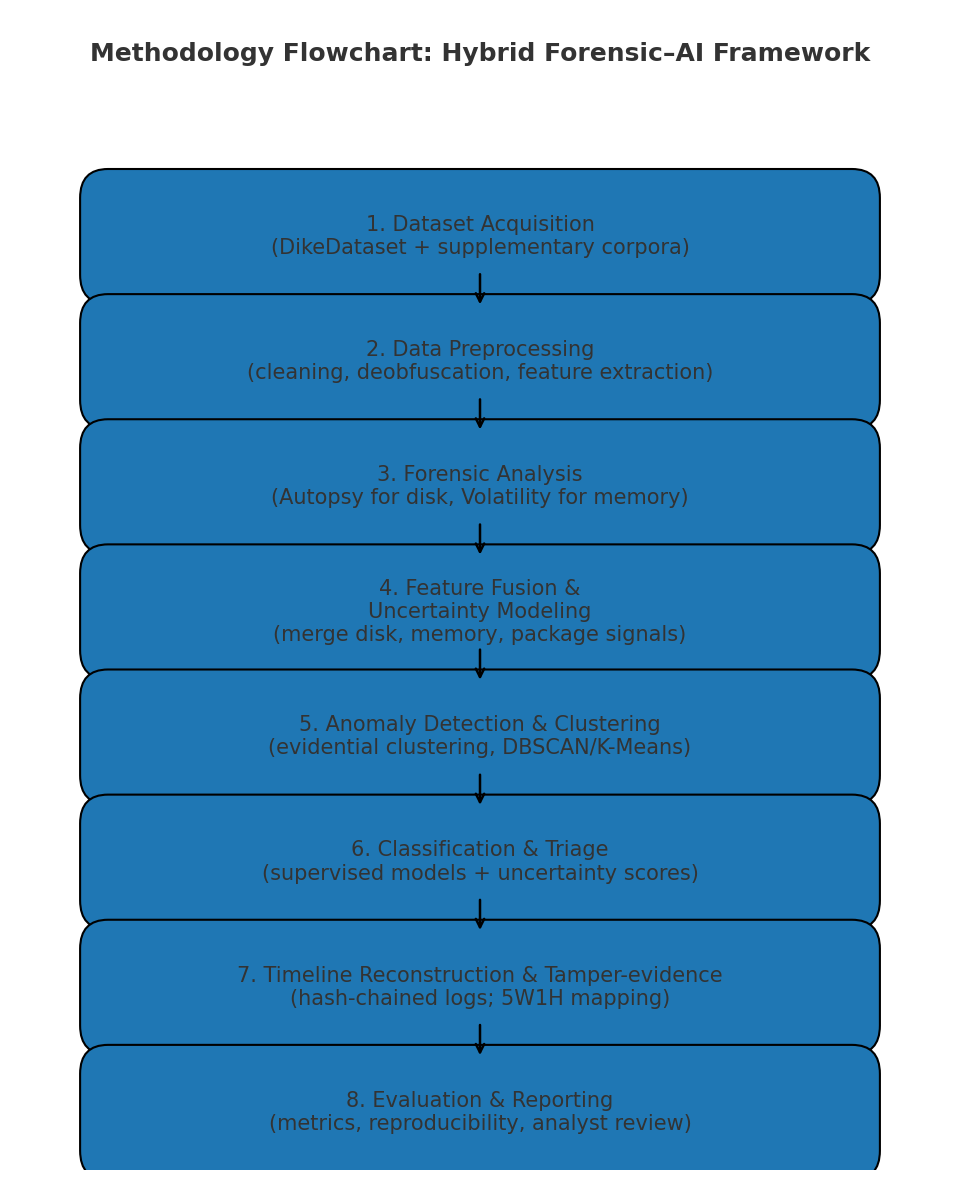 Methodology Flowchart: Hybrid Forensic–AI Framework
1. Dataset Acquisition
(DikeDataset + supplementary corpora)
2. Data Preprocessing
(cleaning, deobfuscation, feature extraction)
3. Forensic Analysis
(Autopsy for disk, Volatility for memory)
4. Feature Fusion &
Uncertainty Modeling
(merge disk, memory, package signals)
5. Anomaly Detection & Clustering
(evidential clustering, DBSCAN/K-Means)
6. Classification & Triage
(supervised models + uncertainty scores)
7. Timeline Reconstruction & Tamper-evidence
(hash-chained logs; 5W1H mapping)
8. Evaluation & Reporting
(metrics, reproducibility, analyst review)